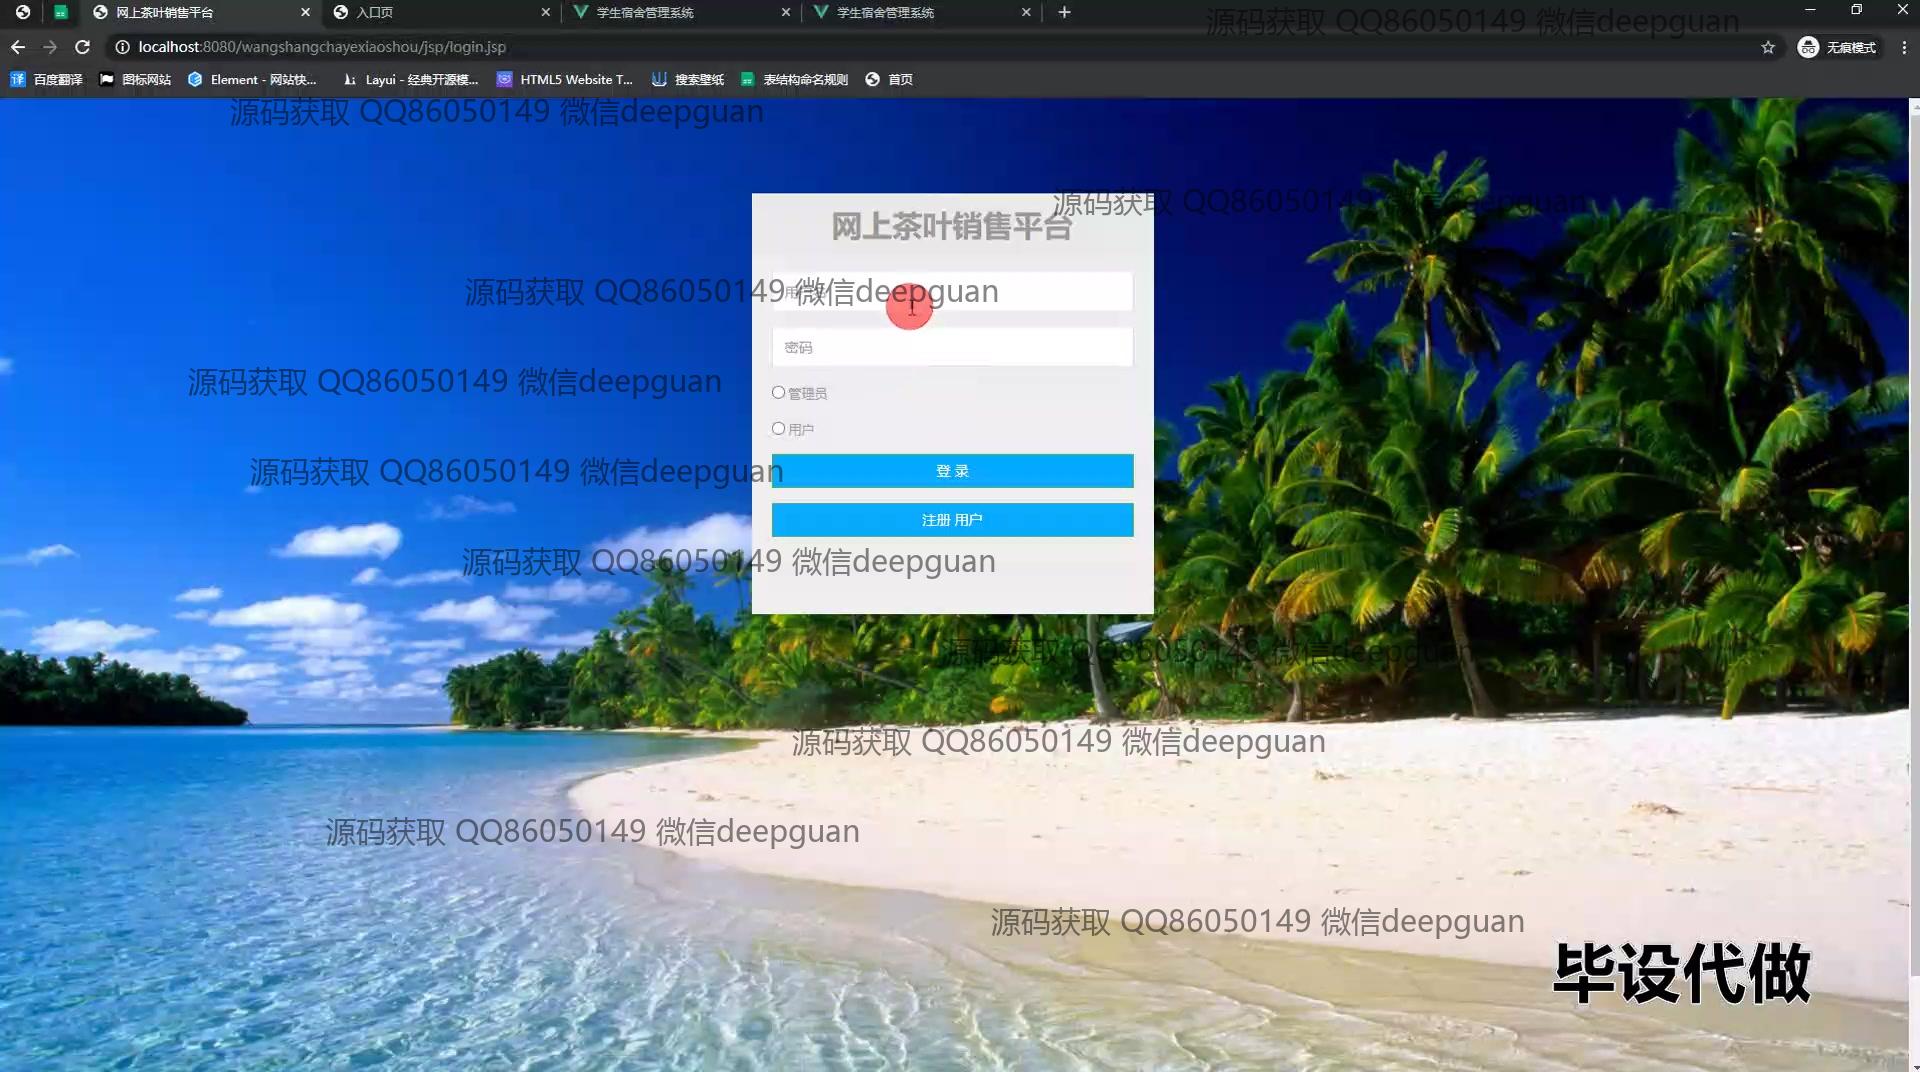 网上茶叶销售平台
入口页
学生宿舍管理系统
学生宿舍管理系统
源码获取 QQ86050149 微信deepguan
localhost:8080/wangshangchayexiaoshou/jsp/login.jsp
无痕模式
译 百度翻译
图标网站
Element - 网站快...
Layui - 经典开源模...
HTML5 Website T...
搜索壁纸
表结构命名规则
首页
源码获取 QQ86050149 微信deepguan
源码获取 QQ86050149 微信deepguan
网上茶叶销售平台
源码获取 QQ86050149 微信deepguan
密码
源码获取 QQ86050149 微信deepguan
管理员
用户
源码获取 QQ86050149 微信deepguan
登 录
注册 用户
源码获取 QQ86050149 微信deepguan
源码获取 QQ86050149 微信deepguan
源码获取 QQ86050149 微信deepguan
源码获取 QQ86050149 微信deepguan
源码获取 QQ86050149 微信deepguan
毕设代做